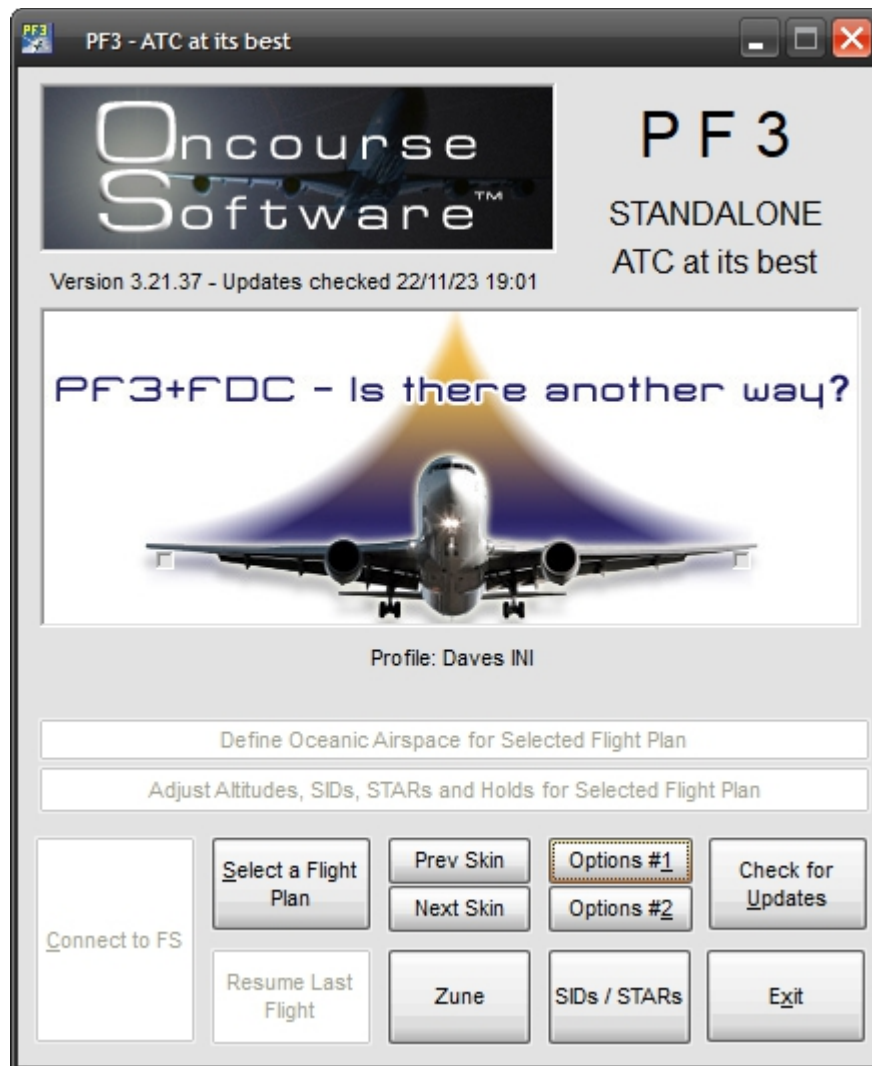 PF3
PF3 - ATC at its best
Oncourse
Software™
P F 3
STANDALONE
ATC at its best
Version 3.21.37 - Updates checked 22/11/23 19:01
PF3+FDC - Is there another way?
Profile: Daves INI
Define Oceanic Airspace for Selected Flight Plan
Adjust Altitudes, SIDs, STARs and Holds for Selected Flight Plan
Connect to FS
Select a Flight
Plan
Prev Skin
Next Skin
Options #1
Options #2
Check for
Updates
Resume Last
Flight
Zune
SIDs / STARs
Exit